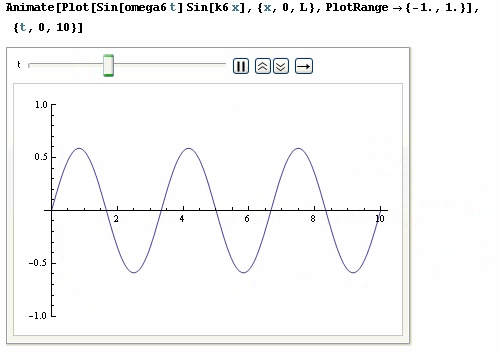 Animate[Plot[Sin[omega6 t] Sin[k6 x], {x, 0, L}, PlotRange → {-1., 1.}],
{t, 0, 10}]
t
1.0
0.5
2 4 6 8 10
-0.5
-1.0